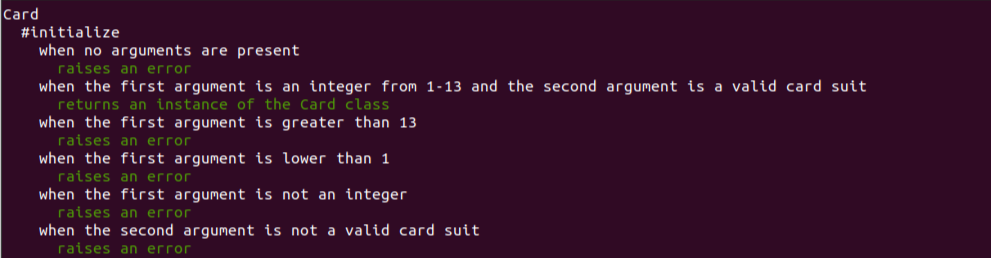 Card
#initialize
when no arguments are present
raises an error
when the first argument is an integer from 1-13 and the second argument is a valid card suit
returns an instance of the Card class
when the first argument is greater than 13
raises an error
when the first argument is lower than 1
raises an error
when the first argument is not an integer
raises an error
when the second argument is not a valid card suit
raises an error